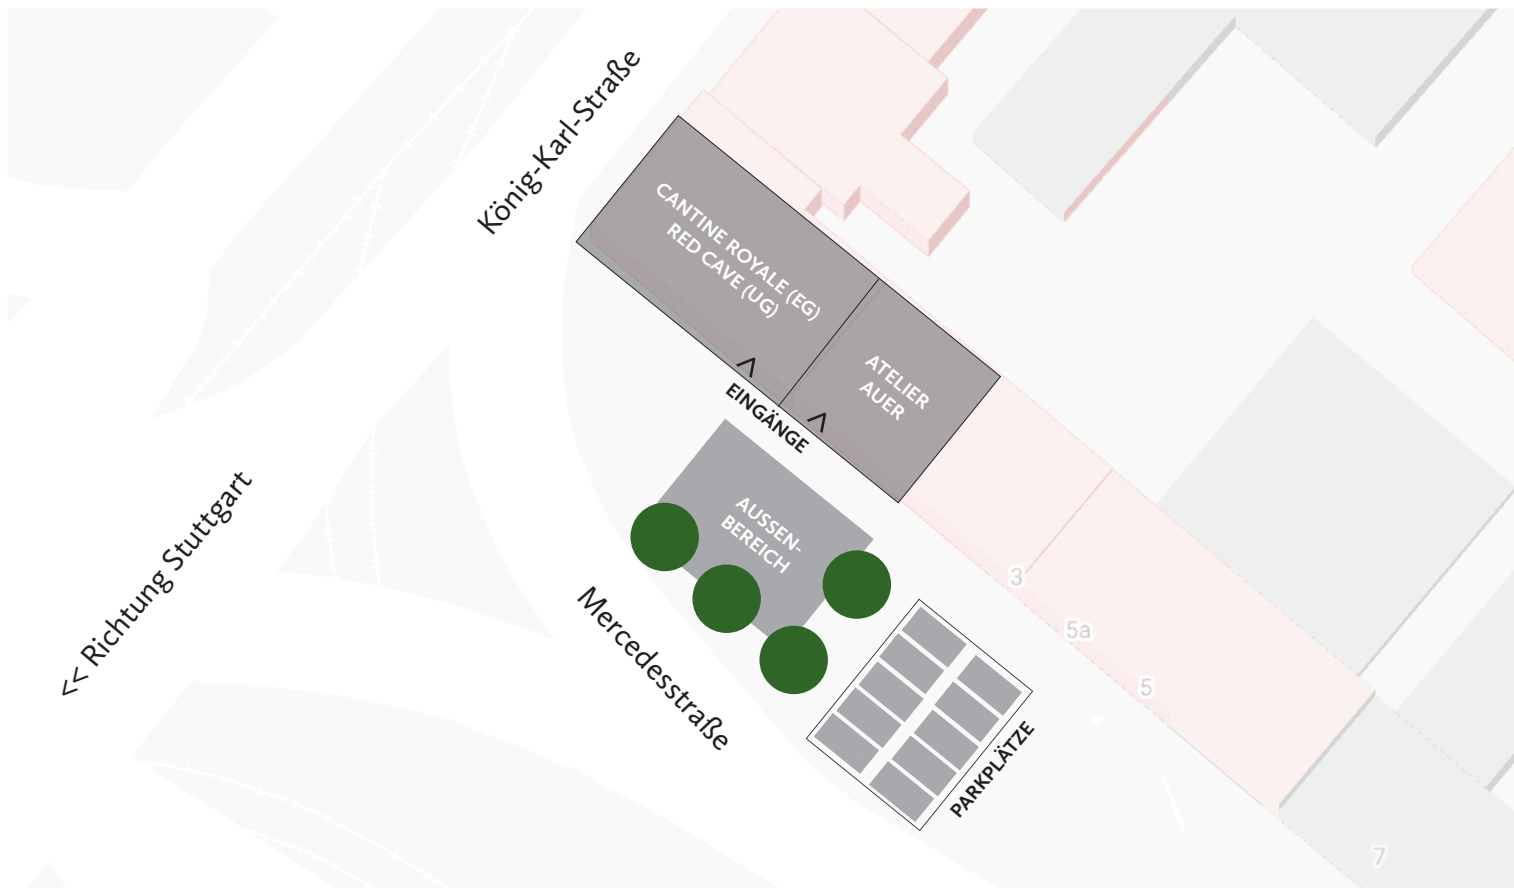 König-Karl-Straße
CANTINE ROYALE (EG)
RED CAVE (UG)
ATELIER
AUER
EINGÄNGE
AUSSEN-
BEREICH
<< Richtung Stuttgart
Mercedesstraße
PARKPLÄTZE
3
5a
5
7